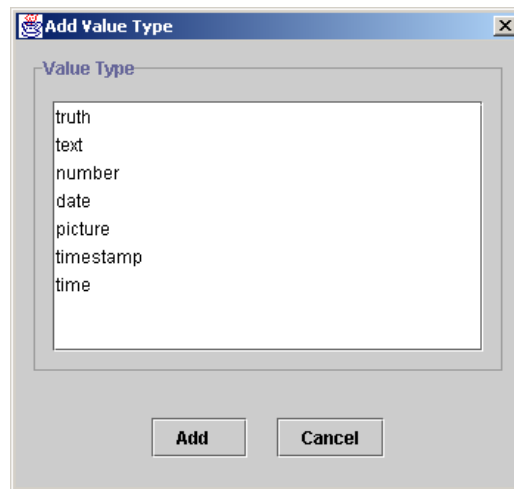 Add Value Type
Value Type
truth
text
number
date
picture
timestamp
time
Add Cancel